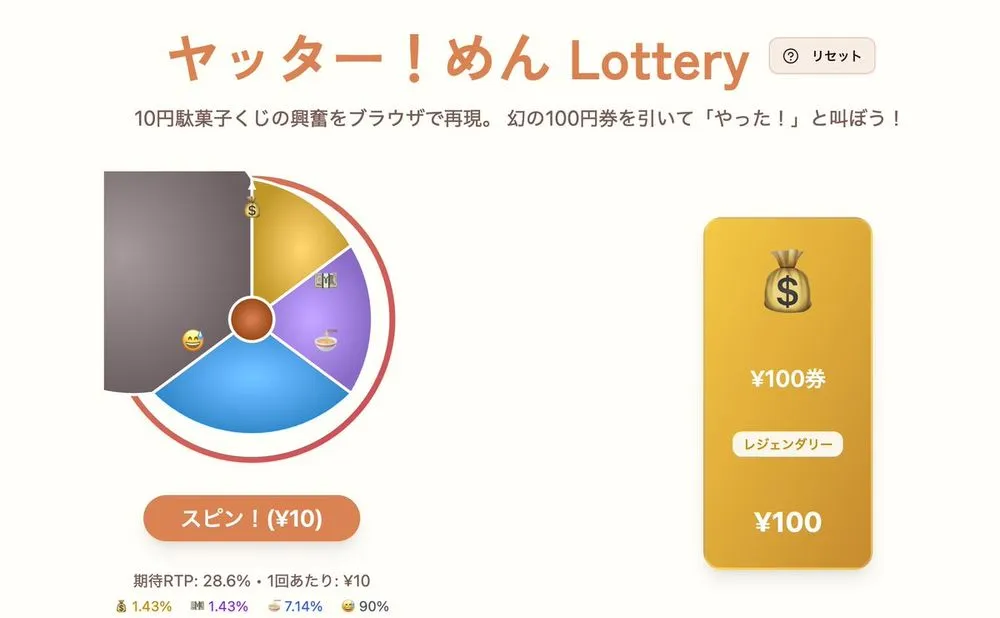 ヤッター！めん Lottery
リセット
10円駄菓子くじの興奮をブラウザで再現。 幻の100円券を引いて「やった！」と叫ぼう！
¥100券
レジェンダリー
¥100
スピン！(¥10)
期待RTP: 28.6% • 1回あたり: ¥10
1.43% 1.43% 7.14% 90%